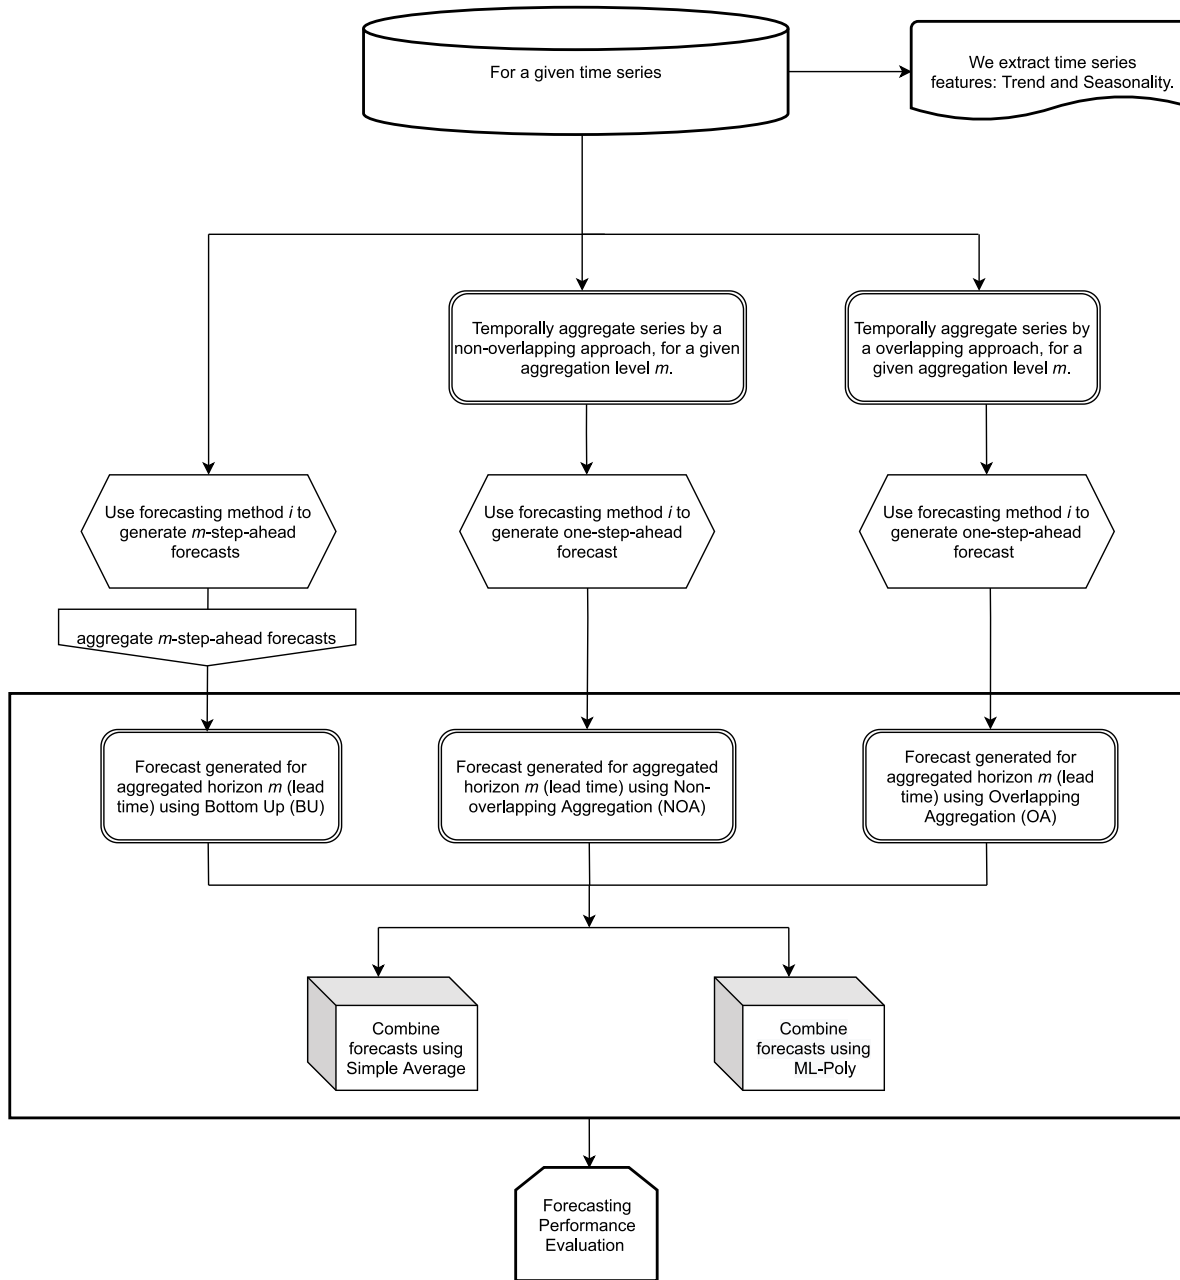 For a given time series
We extract time series
features: Trend and Seasonality.
Temporally aggregate series by a
non-overlapping approach, for a given
aggregation level m.
Temporally aggregate series by
a overlapping approach, for a
given aggregation level m.
Use forecasting method i to
generate m-step-ahead
forecasts
Use forecasting method i to
generate one-step-ahead
forecast
Use forecasting method i to
generate one-step-ahead
forecast
aggregate m-step-ahead forecasts
Forecast generated for
aggregated horizon m (lead
time) using Bottom Up (BU)
Forecast generated for aggregated
horizon m (lead time) using Non-
overlapping Aggregation (NOA)
Forecast generated for
aggregated horizon m (lead
time) using Overlapping
Aggregation (OA)
Combine
forecasts using
Simple Average
Combine
forecasts using
ML-Poly
Forecasting
Performance
Evaluation